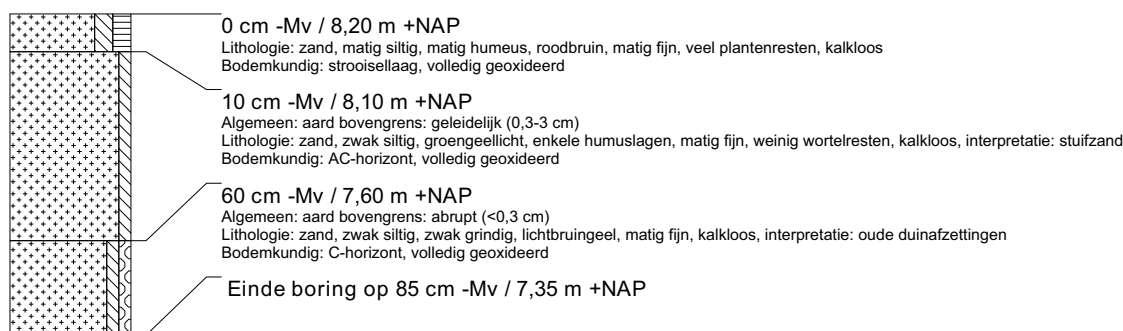 0 cm -Mv / 8,20 m +NAP
Lithologie: zand, matig siltig, matig humeus, roodbruin, matig fijn, veel plantenresten, kalkloos
Bodemkundig: strooisellaag, volledig geoxideerd
10 cm -Mv / 8,10 m +NAP
Algemeen: aard bovengrens: geleidelijk (0,3-3 cm)
Lithologie: zand, zwak siltig, groengeellicht, enkele humuslagen, matig fijn, weinig wortelresten, kalkloos, interpretatie: stuifzand
Bodemkundig: AC-horizont, volledig geoxideerd
60 cm -Mv / 7,60 m +NAP
Algemeen: aard bovengrens: abrupt (<0,3 cm)
Lithologie: zand, zwak siltig, zwak grindig, lichtbruingeel, matig fijn, kalkloos, interpretatie: oude duinafzettingen
Bodemkundig: C-horizont, volledig geoxideerd
Einde boring op 85 cm -Mv / 7,35 m +NAP